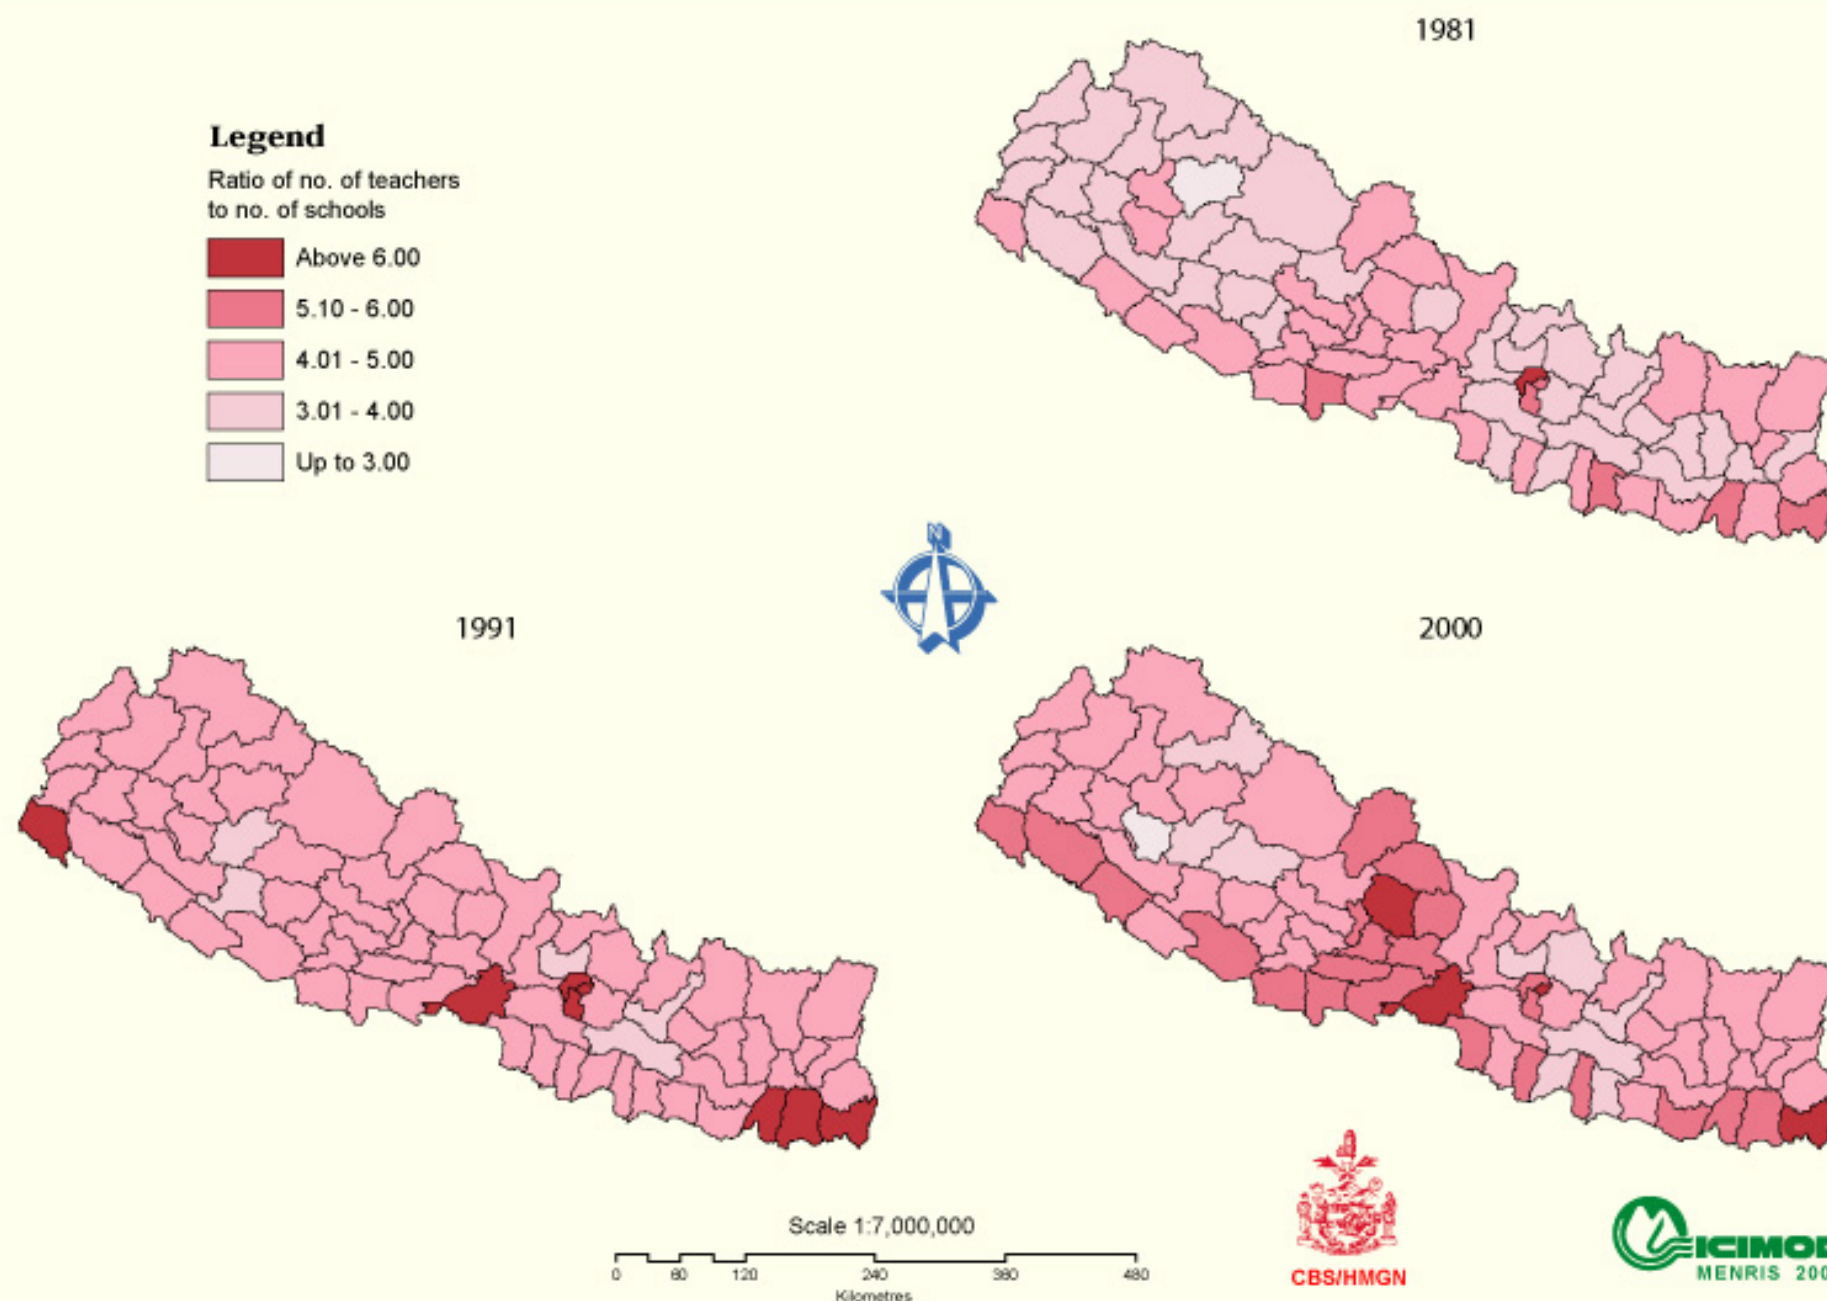 1981
Legend
Ratio of no. of teachers
to no. of schools
Above 6.00
5.10 - 6.00
4.01 - 5.00
3.01 - 4.00
Up to 3.00
N
1991
2000
Scale 1:7,000,000
0 60 120 240 360 480
Kilometres
CBS/HMGN
ICIMOD
MENRIS 200